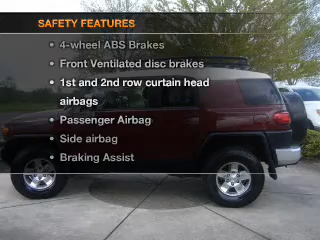 SAFETY FEATURES
• 4-wheel ABS Brakes
• Front Ventilated disc brakes
• 1st and 2nd row curtain head
airbags
• Passenger Airbag
• Side airbag
• Braking Assist